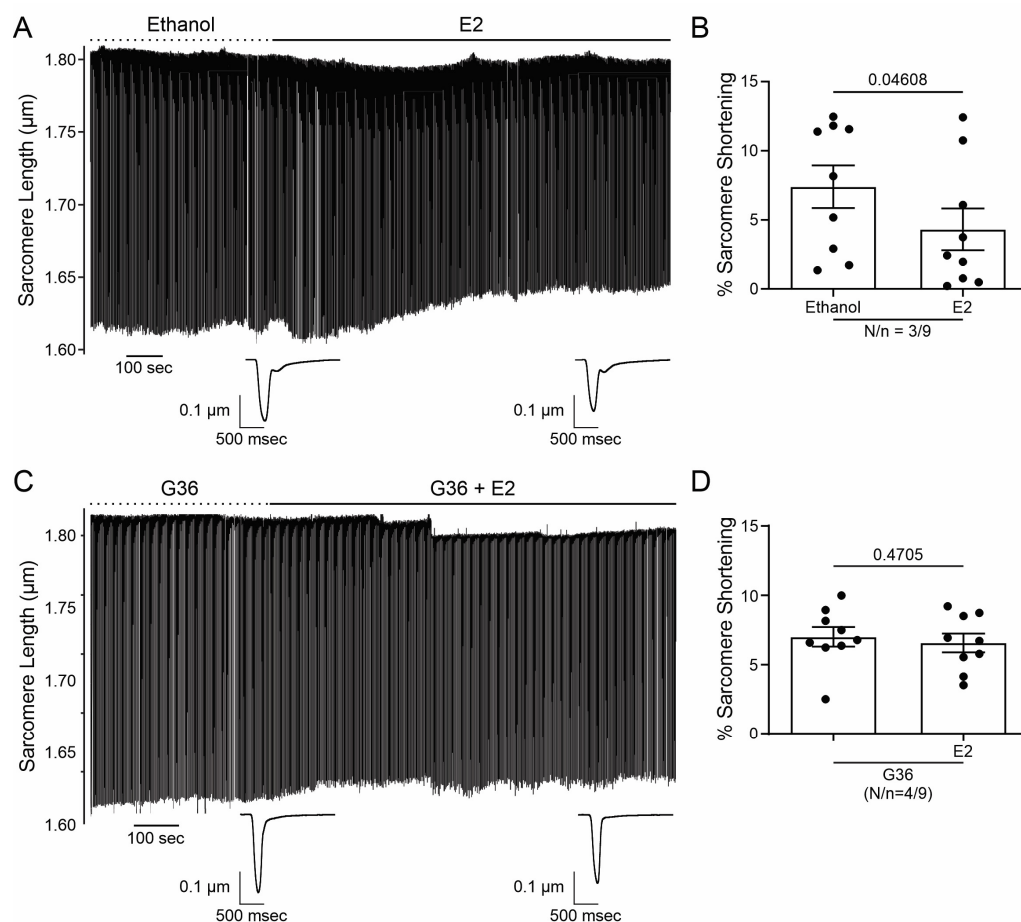 A
Ethanol
E2
Sarcomere Length (µm)
1.80
1.75
1.70
1.65
1.60
100 sec
0.1 µm
500 msec
0.1 µm
500 msec
B
% Sarcomere Shortening
15
10
5
0
0.04608
Ethanol
E2
N/n = 3/9
C
G36
G36 + E2
Sarcomere Length (µm)
1.80
1.75
1.70
1.65
1.60
100 sec
0.1 µm
500 msec
0.1 µm
500 msec
D
% Sarcomere Shortening
15
10
5
0
0.4705
E2
G36
(N/n=4/9)